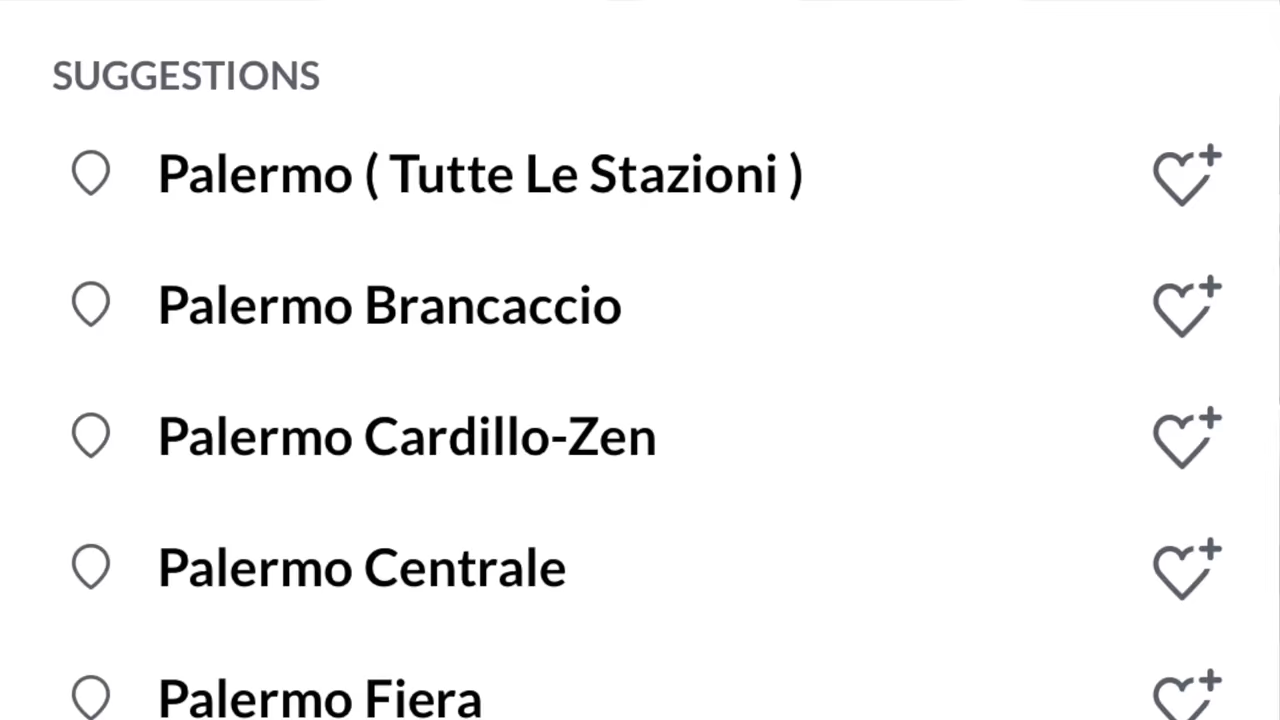 SUGGESTIONS
Palermo ( Tutte Le Stazioni )
Palermo Brancaccio
Palermo Cardillo-Zen
Palermo Centrale
Palermo Fiera